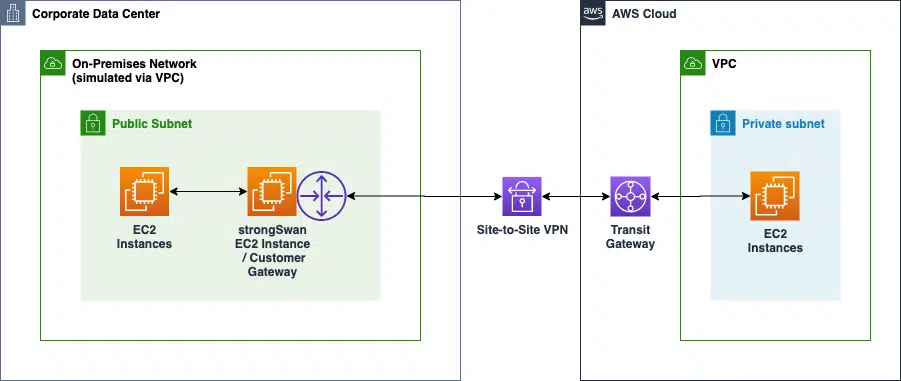 Corporate Data Center
On-Premises Network
(simulated via VPC)
Public Subnet
EC2
Instances
strongSwan
EC2 Instance
/ Customer
Gateway
Site-to-Site VPN
aws
AWS Cloud
Transit
Gateway
VPC
Private subnet
EC2
Instances